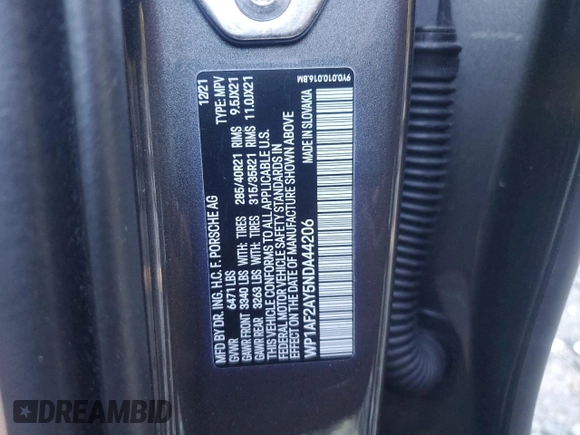 MFD BY DR. ING. H.C. F. PORSCHE AG 12/21
GVWR 6471 LBS TYPE: MPV
GAWR FRONT 3340 LBS WITH: TIRES 285/40R21 RIMS 9.5JX21
GAWR REAR 3263 LBS WITH: TIRES 315/35R21 RIMS 11.0JX21
THIS VEHICLE CONFORMS TO ALL APPLICABLE U.S.
FEDERAL MOTOR VEHICLE SAFETY STANDARDS IN
EFFECT ON THE DATE OF MANUFACTURE SHOWN ABOVE
WP1AF2AY5NDA44206 MADE IN SLOVAKIA
9Y0.010.016.BM
DREAMBID